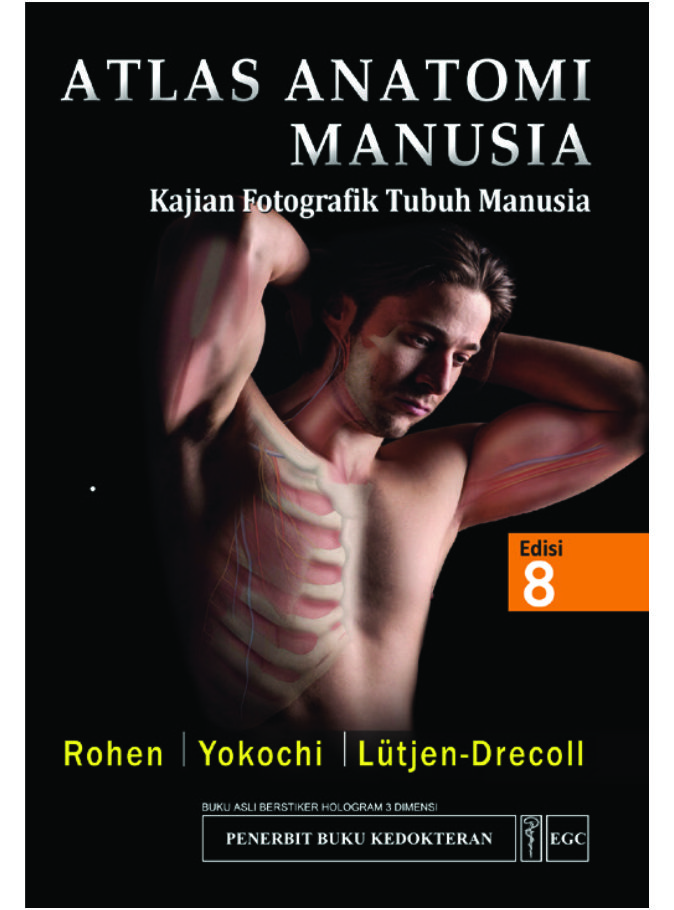 ATLAS ANATOMI
MANUSIA
Kajian Fotografik Tubuh Manusia
Edisi
8
Rohen | Yokochi | Lütjen-Drecoll
BUKU ASLI BERSTIKER HOLOGRAM 3 DIMENSI
PENERBIT BUKU KEDOKTERAN EGC